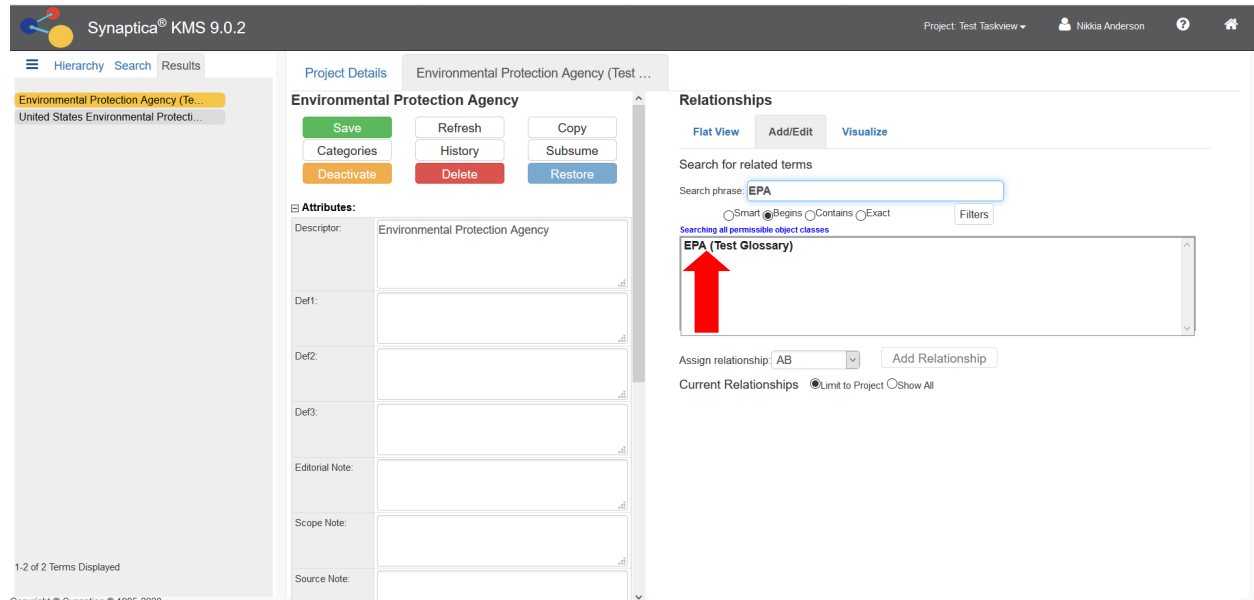 Synaptica® KMS 9.0.2
Project: Test Taskview
Nikkia Anderson
?
Hierarchy Search Results
Environmental Protection Agency (Te...
United States Environmental Protecti...
1-2 of 2 Terms Displayed
Copyright © Synaptica © 1995-2020
Project Details Environmental Protection Agency (Test ...
Environmental Protection Agency
Save Refresh Copy
Categories History Subsume
Deactivate Delete Restore
Attributes:
Descriptor: Environmental Protection Agency
Def1:
Def2:
Def3:
Editorial Note:
Scope Note:
Source Note:
Relationships
Flat View Add/Edit Visualize
Search for related terms
Search phrase: EPA
Smart Begins Contains Exact Filters
Searching all permissible object classes
EPA (Test Glossary)
Assign relationship: AB Add Relationship
Current Relationships Limit to Project Show All